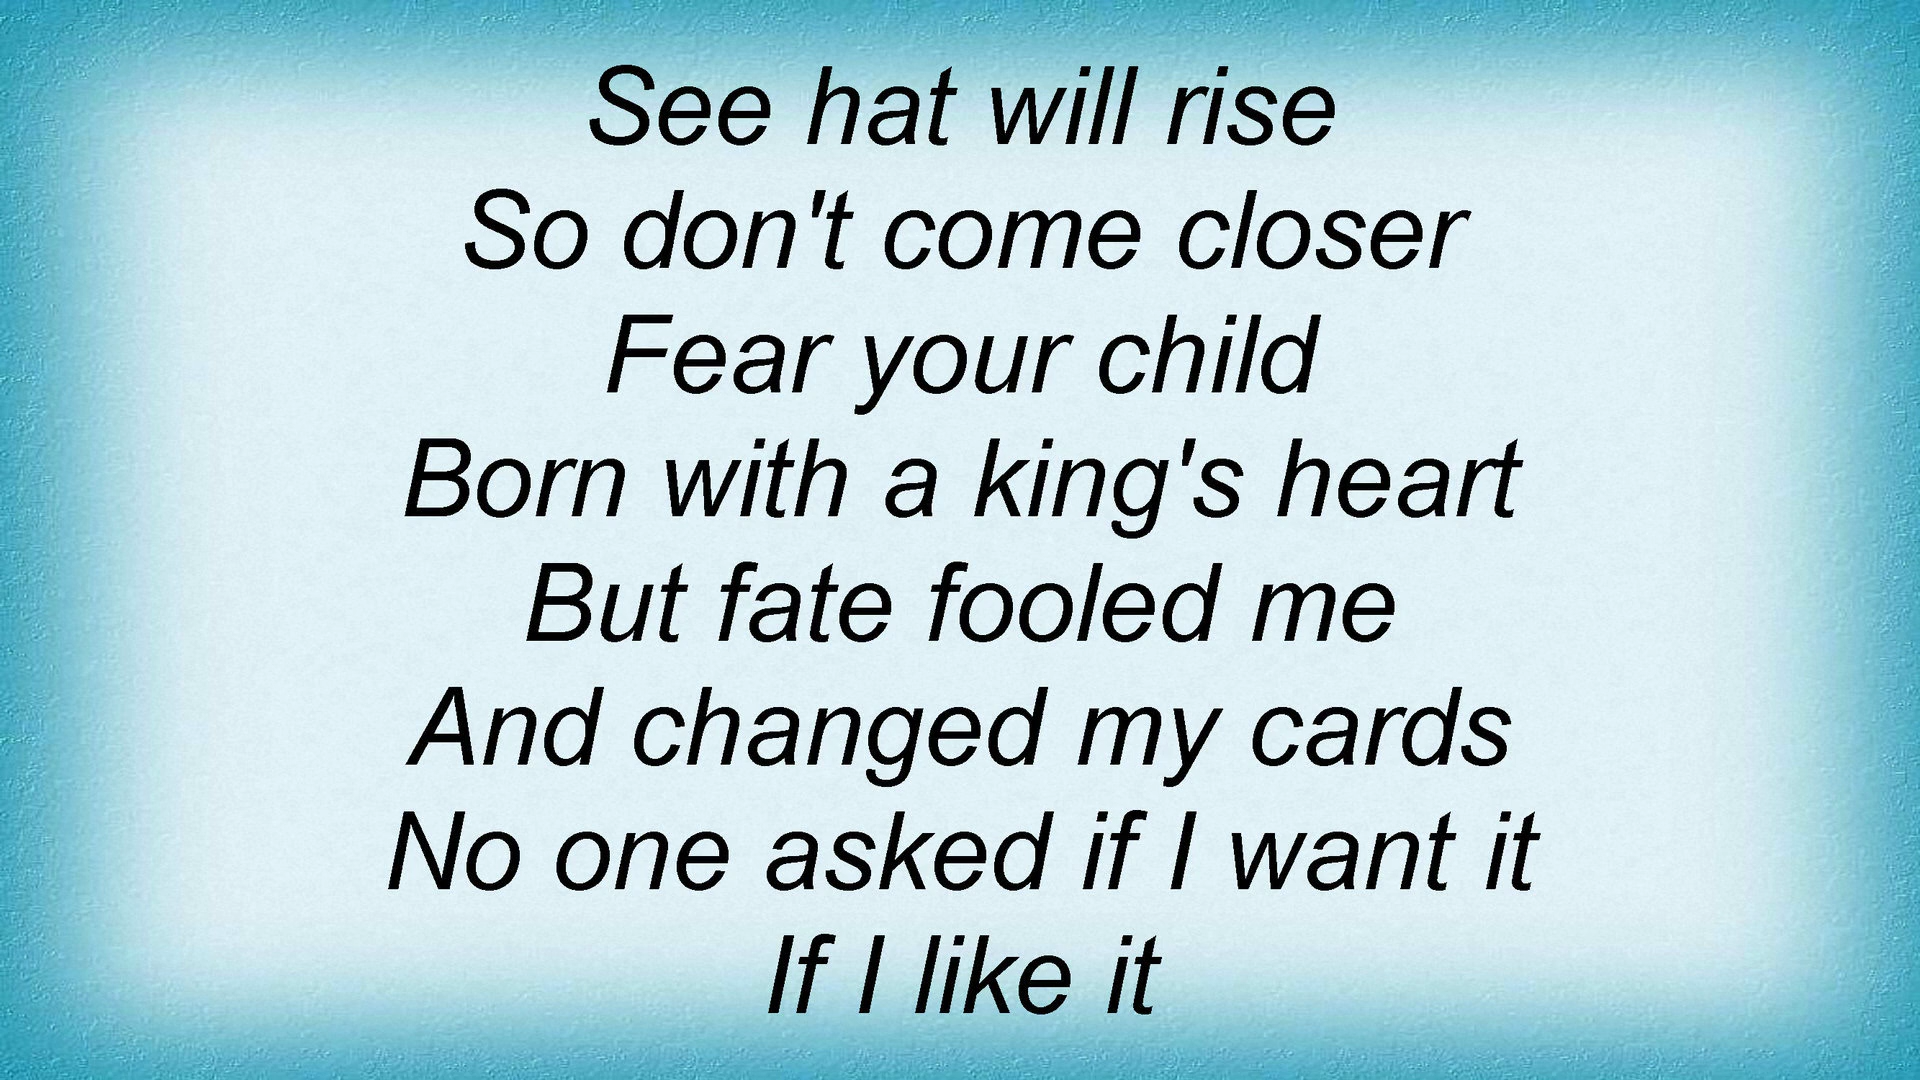 See hat will rise
So don't come closer
Fear your child
Born with a king's heart
But fate fooled me
And changed my cards
No one asked if I want it
If I like it